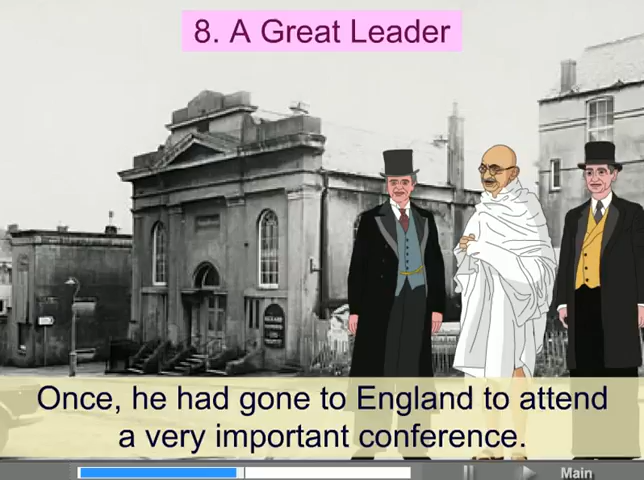 8. A Great Leader
Once, he had gone to England to attend
a very important conference.
Main